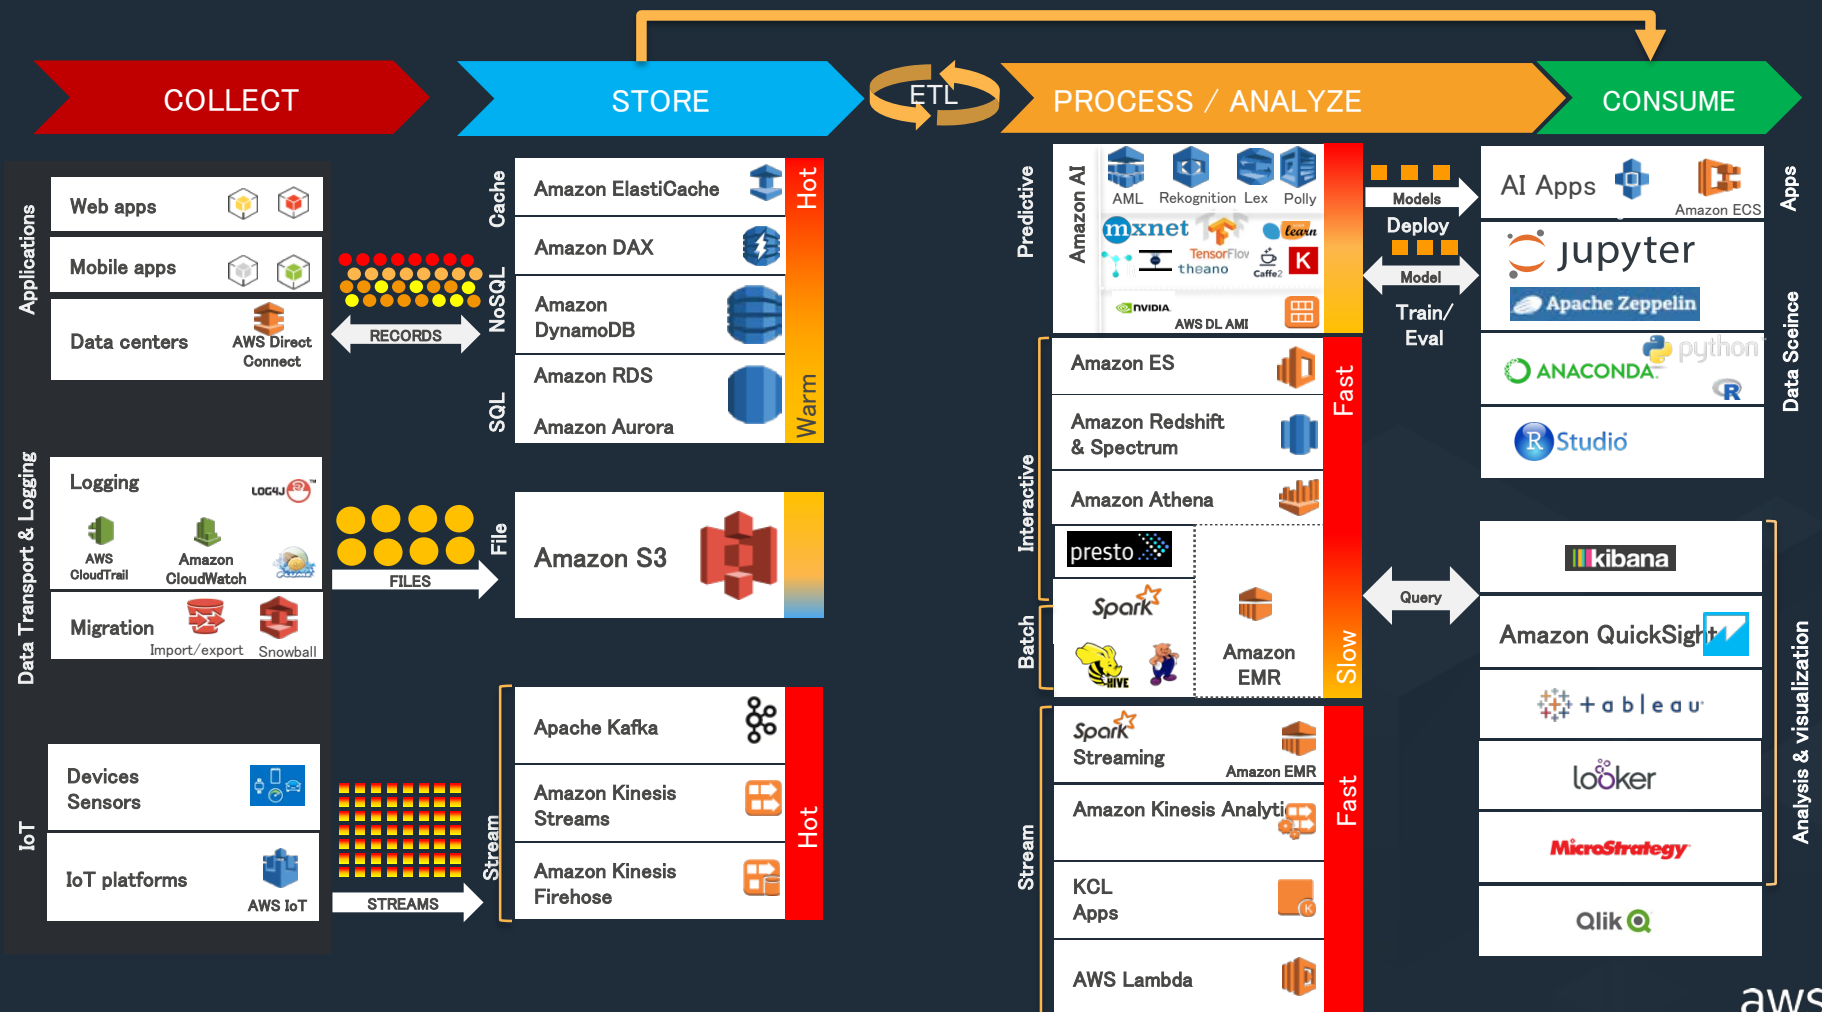 COLLECT
STORE
ETL
PROCESS / ANALYZE
CONSUME
Applications
Web apps
Mobile apps
Data centers
AWS Direct
Connect
RECORDS
Data Transport & Logging
Logging
LOG4J
TM
AWS
CloudTrail
Amazon
CloudWatch
Migration
Import/export
Snowball
FILES
IoT
Devices
Sensors
IoT platforms
AWS IoT
STREAMS
Cache
Amazon ElastiCache
Amazon DAX
NoSQL
Amazon
DynamoDB
SQL
Amazon RDS
Amazon Aurora
Hot
Warm
File
Amazon S3
Stream
Apache Kafka
Amazon Kinesis
Streams
Amazon Kinesis
Firehose
Hot
Predictive
Amazon AI
AML
Rekognition
Lex
Polly
mxnet
TensorFlow
learn
theano
Caffe2
K
NVIDIA.
AWS DL AMI
Interactive
Amazon ES
Amazon Redshift
& Spectrum
Amazon Athena
presto
Batch
Spark
HIVE
Amazon
EMR
Fast
Slow
Stream
Spark
Streaming
Amazon EMR
Amazon Kinesis Analyti
KCL
Apps
K
AWS Lambda
Fast
Models
Deploy
Model
Train/
Eval
Query
AI Apps
Amazon ECS
Apps
jupyter
Apache Zeppelin
python
ANACONDA.
R
R Studio
Data Sceince
kibana
Amazon QuickSight
+ableau
looker
MicroStrategy
Qlik
Analysis & visualization
aws